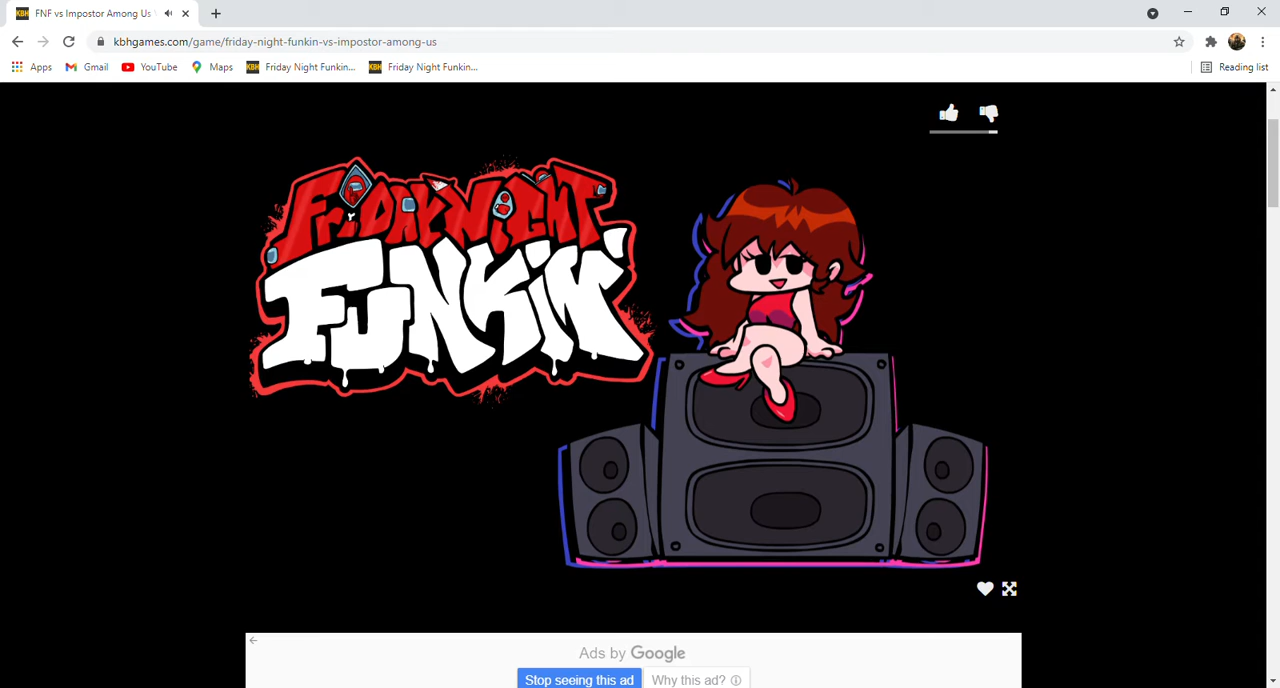 FNF vs Impostor Among Us
kbhgames.com/game/friday-night-funkin-vs-impostor-among-us
Apps Gmail YouTube Maps KBH Friday Night Funkin... KBH Friday Night Funkin... Reading list
FriDAY NiGHT
FUNKiN'
Ads by Google
Stop seeing this ad Why this ad?